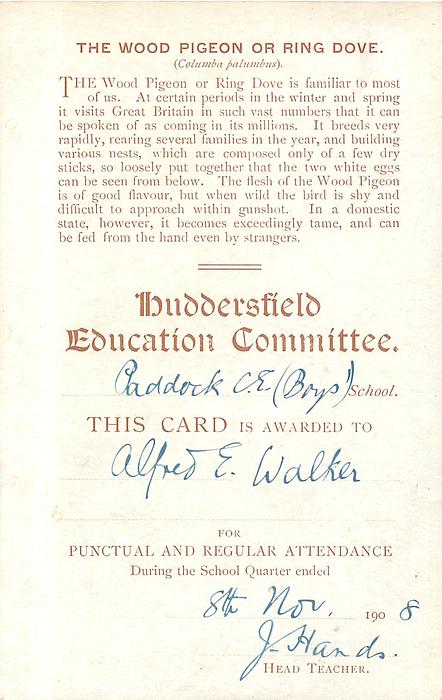 THE WOOD PIGEON OR RING DOVE.
(Columba palumbus).
THE Wood Pigeon or Ring Dove is familiar to most
of us. At certain periods in the winter and spring
it visits Great Britain in such vast numbers that it can
be spoken of as coming in its millions. It breeds very
rapidly, rearing several families in the year, and building
various nests, which are composed only of a few dry
sticks, so loosely put together that the two white eggs
can be seen from below. The flesh of the Wood Pigeon
is of good flavour, but when wild the bird is shy and
difficult to approach within gunshot. In a domestic
state, however, it becomes exceedingly tame, and can
be fed from the hand even by strangers.
Huddersfield
Education Committee.
Paddock C.E. (Boys') School.
THIS CARD IS AWARDED TO
Alfred E. Walker
FOR
PUNCTUAL AND REGULAR ATTENDANCE
During the School Quarter ended
8th Nov. 1908
J. Hands.
HEAD TEACHER.